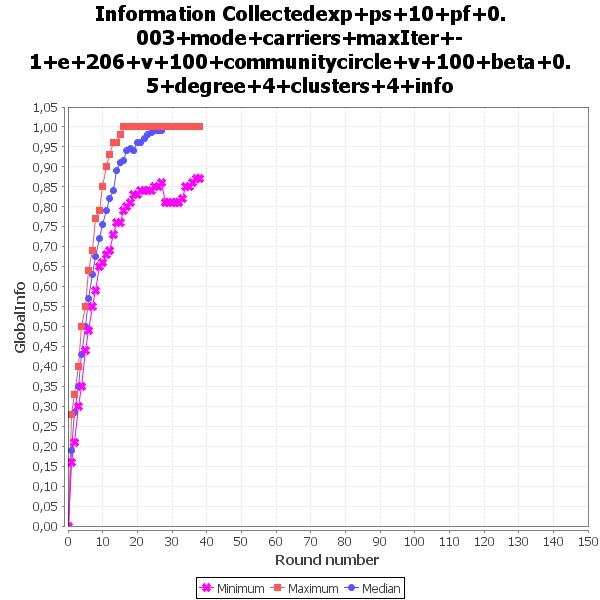 Information Collectedexp+ps+10+pf+0.
003+mode+carriers+maxIter+-
1+e+206+v+100+communitycircle+v+100+beta+0.
5+degree+4+clusters+4+info
GlobalInfo
1,05
1,00
0,95
0,90
0,85
0,80
0,75
0,70
0,65
0,60
0,55
0,50
0,45
0,40
0,35
0,30
0,25
0,20
0,15
0,10
0,05
0,00
0 10 20 30 40 50 60 70 80 90 100 110 120 130 140 150
Round number
Minimum Maximum Median